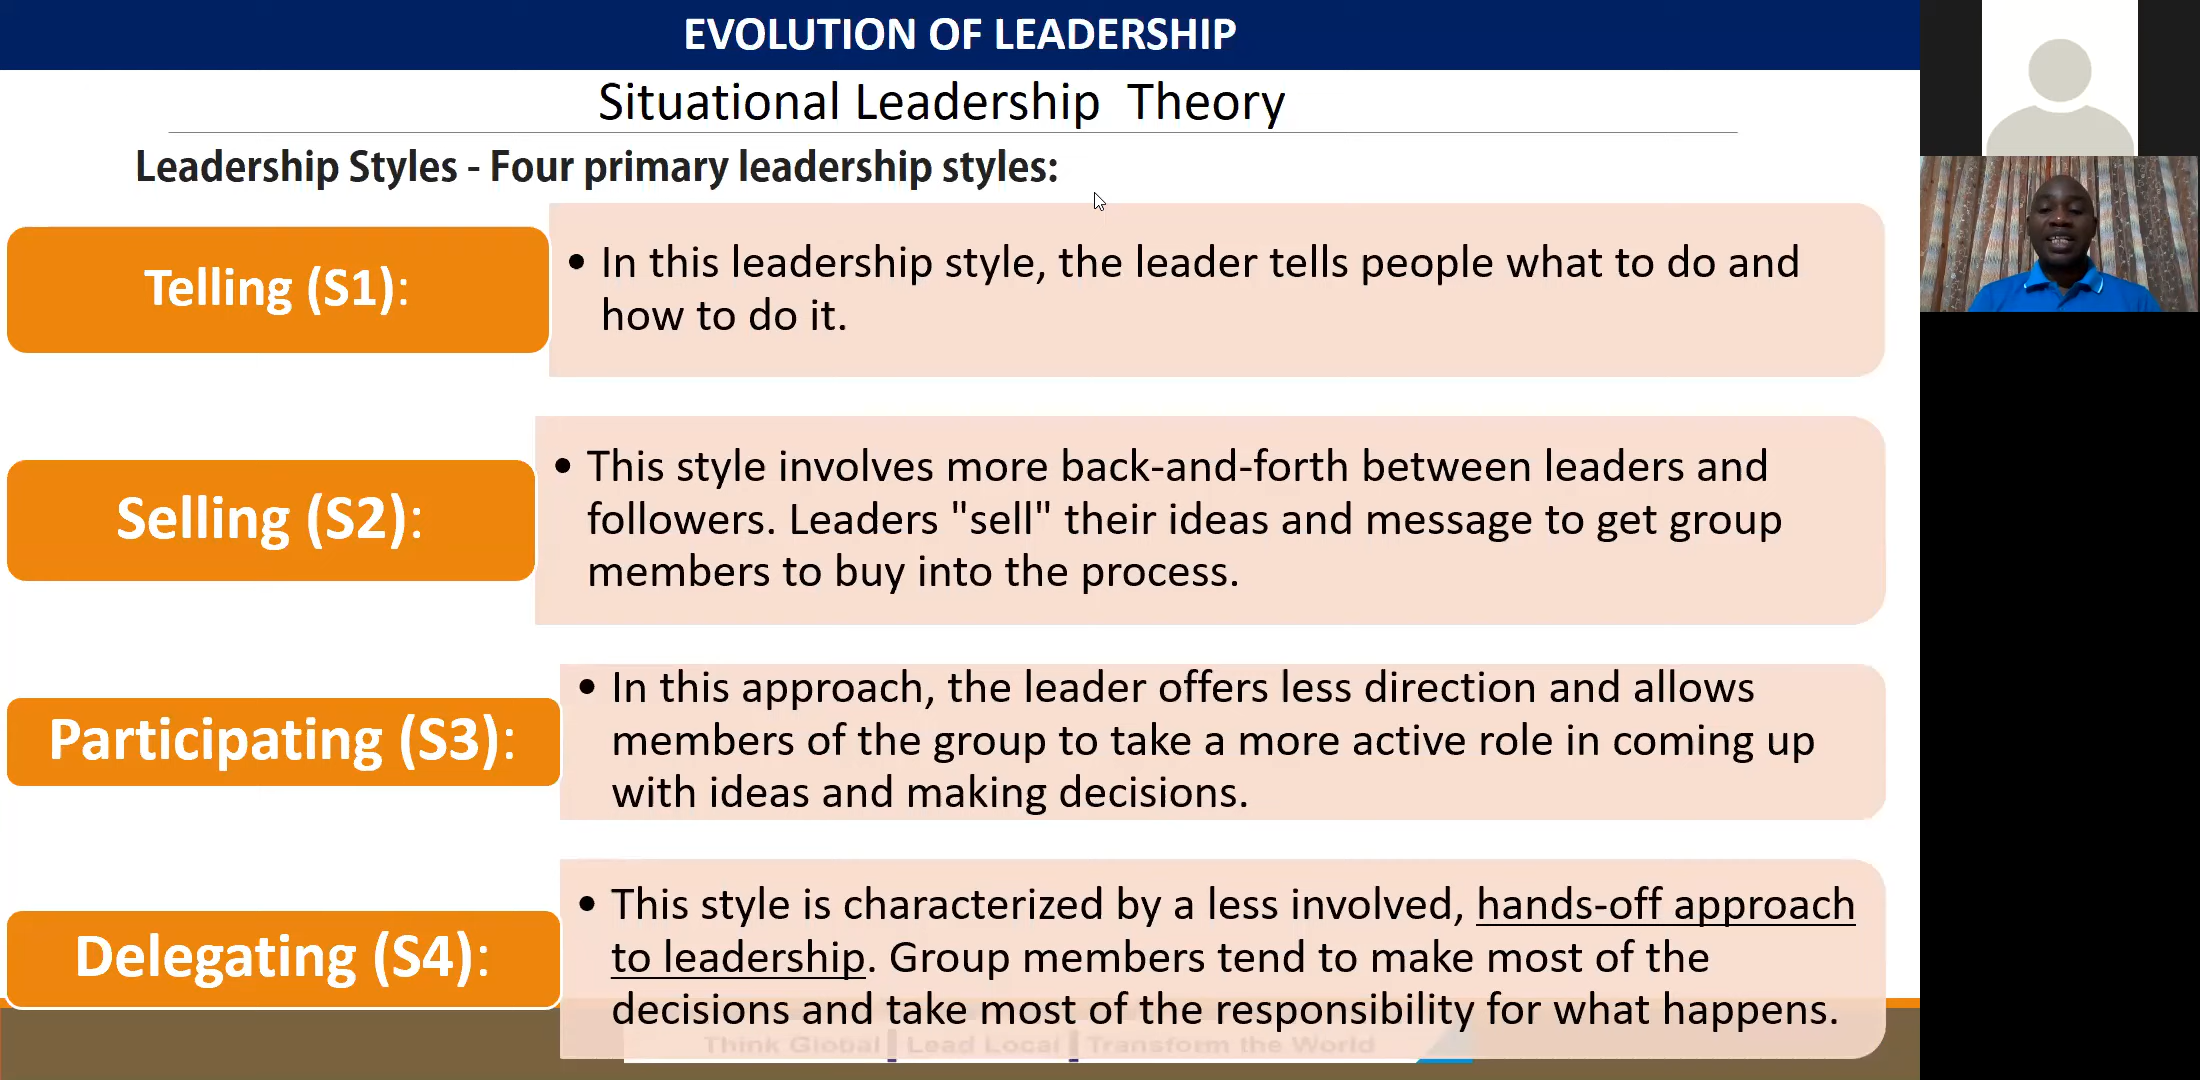 EVOLUTION OF LEADERSHIP
Situational Leadership Theory
Leadership Styles - Four primary leadership styles:
Telling (S1):
• In this leadership style, the leader tells people what to do and
how to do it.
Selling (S2):
• This style involves more back-and-forth between leaders and
followers. Leaders "sell" their ideas and message to get group
members to buy into the process.
Participating (S3):
• In this approach, the leader offers less direction and allows
members of the group to take a more active role in coming up
with ideas and making decisions.
Delegating (S4):
• This style is characterized by a less involved, hands-off approach
to leadership. Group members tend to make most of the
decisions and take most of the responsibility for what happens.
Think Global | Lead Local | Transform the World